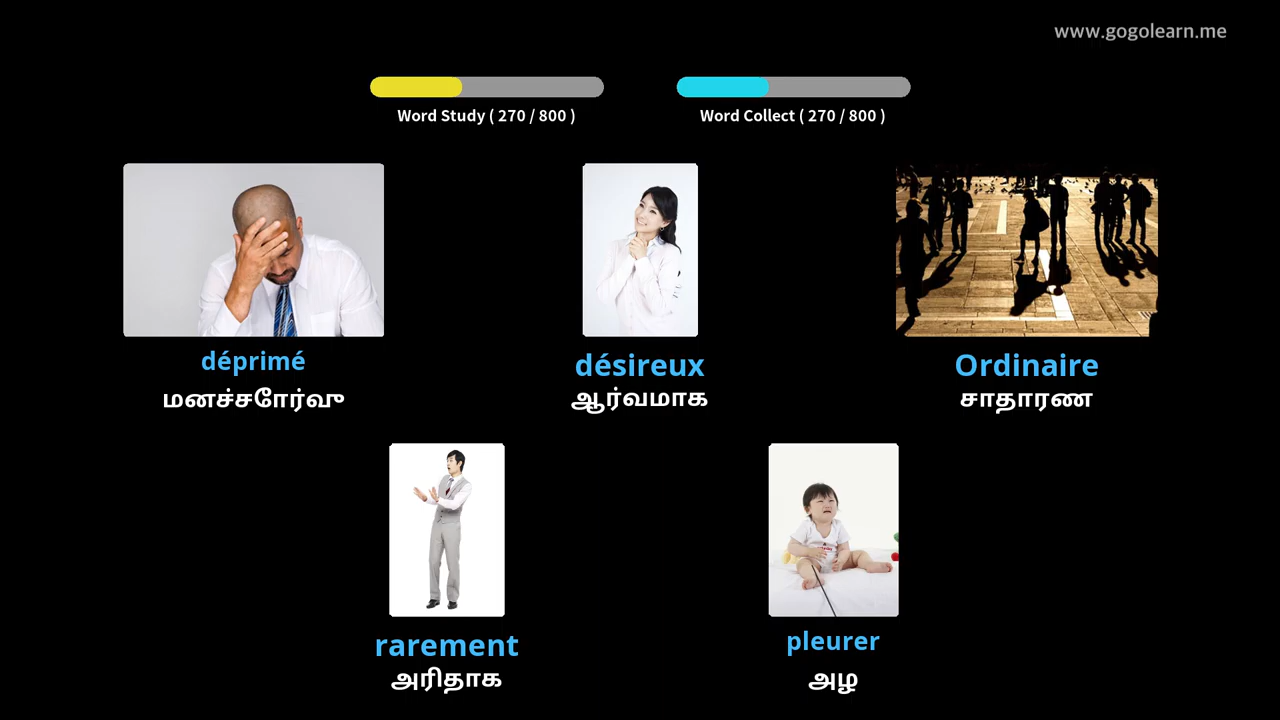 www.gogolearn.me
Word Study ( 270 / 800 )
Word Collect ( 270 / 800 )
déprimé
மனச்சோர்வு
désireux
ஆர்வமாக
Ordinaire
சாதாரண
rarement
அரிதாக
pleurer
அழ